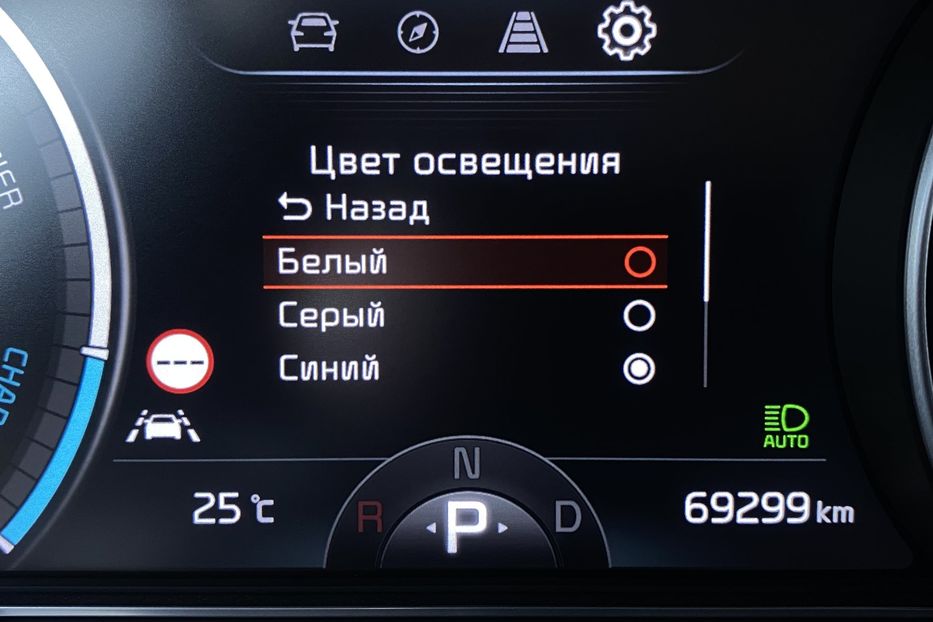 Цвет освещения
Назад
Белый
Серый
Синий
---
AUTO
N
R
P
D
25 °C
69299 km